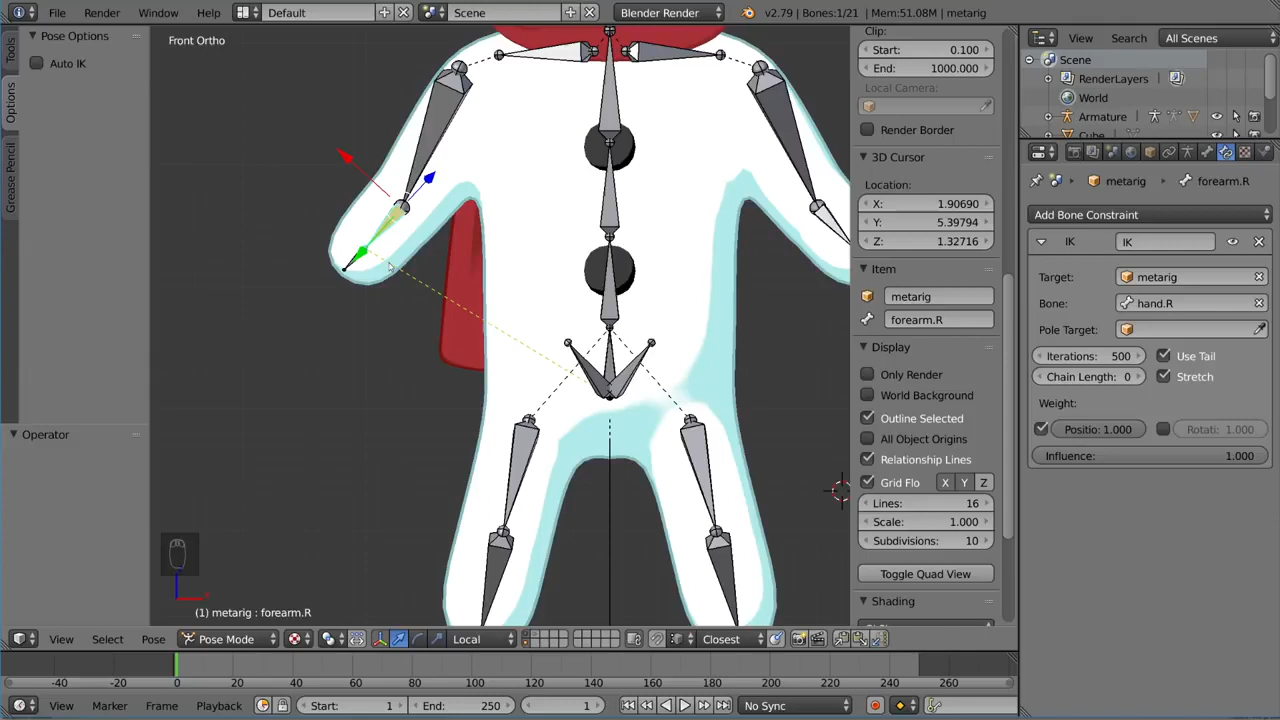 File Render Window Help Default Scene Blender Render v2.79 | Bones:1/21 | Mem:51.08M | metarig
Tools
Options
Grease Pencil
Pose Options
Auto IK
Operator
Front Ortho
(1) metarig : forearm.R
Clip:
Start: 0.100
End: 1000.000
Local Camera:
Render Border
3D Cursor
Location:
X: 1.90690
Y: 5.39794
Z: 1.32716
Item
metarig
forearm.R
Display
Only Render
World Background
Outline Selected
All Object Origins
Relationship Lines
Grid Flo X Y Z
Lines: 16
Scale: 1.000
Subdivisions: 10
Toggle Quad View
Shading
View Search All Scenes
Scene
RenderLayers
World
Armature
Cube
metarig forearm.R
Add Bone Constraint
IK IK
Target: metarig
Bone: hand.R
Pole Target:
Iterations: 500 Use Tail
Chain Length: 0 Stretch
Weight:
Positio: 1.000 Rotati: 1.000
Influence: 1.000
View Select Pose Pose Mode Local Closest
-40 -20 0 20 40 60 80 100 120 140 160 180 200 220 240 260
View Marker Frame Playback Start: 1 End: 250 1 No Sync